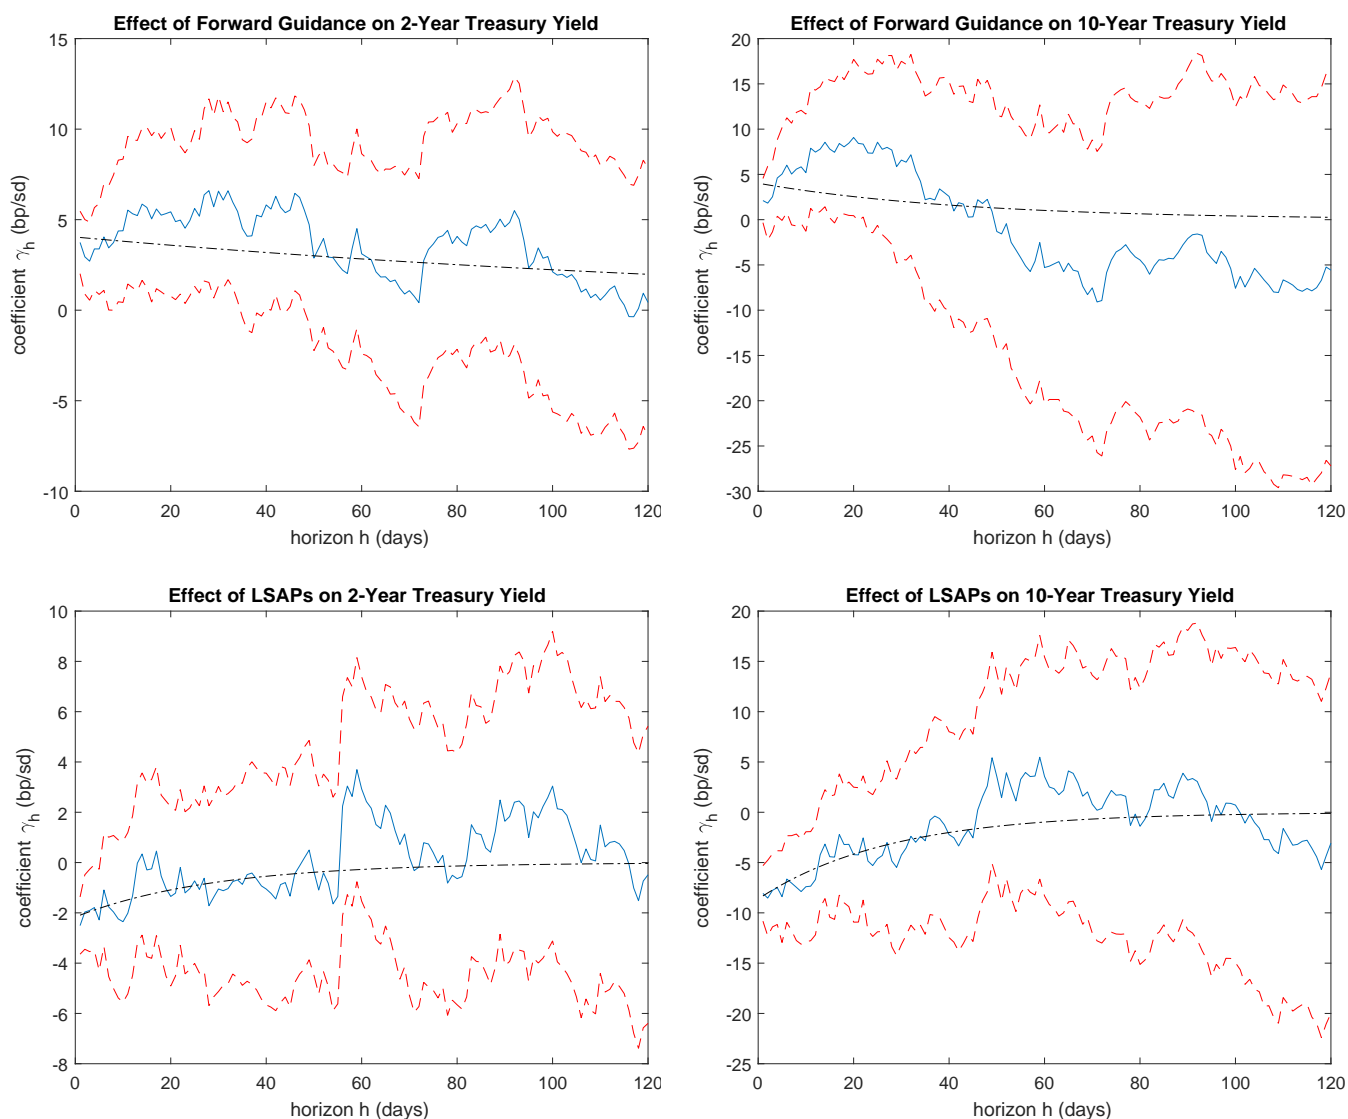 Effect of Forward Guidance on 2-Year Treasury Yield
15
10
5
0
-5
-10
coefficient γh (bp/sd)
0 20 40 60 80 100 120
horizon h (days)
Effect of Forward Guidance on 10-Year Treasury Yield
20
15
10
5
0
-5
-10
-15
-20
-25
-30
coefficient γh (bp/sd)
0 20 40 60 80 100 120
horizon h (days)
Effect of LSAPs on 2-Year Treasury Yield
10
8
6
4
2
0
-2
-4
-6
-8
coefficient γh (bp/sd)
0 20 40 60 80 100 120
horizon h (days)
Effect of LSAPs on 10-Year Treasury Yield
20
15
10
5
0
-5
-10
-15
-20
-25
coefficient γh (bp/sd)
0 20 40 60 80 100 120
horizon h (days)